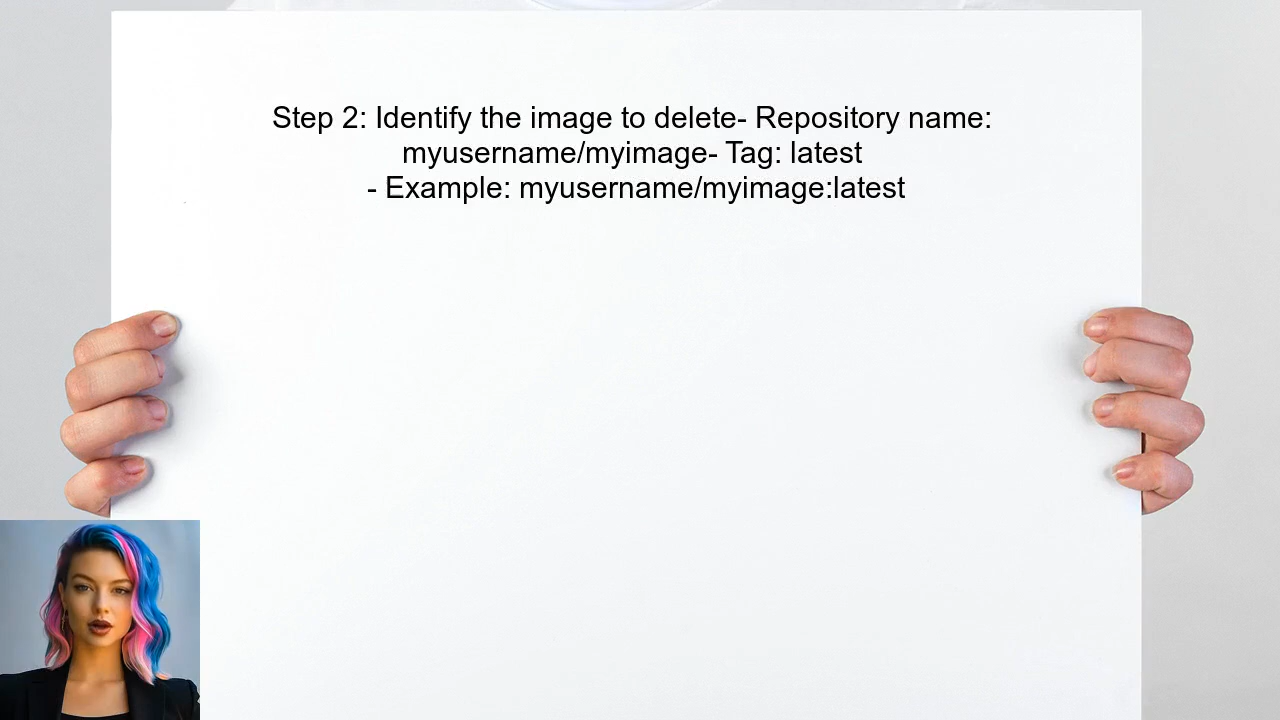 Step 2: Identify the image to delete- Repository name:
myusername/myimage- Tag: latest
- Example: myusername/myimage:latest